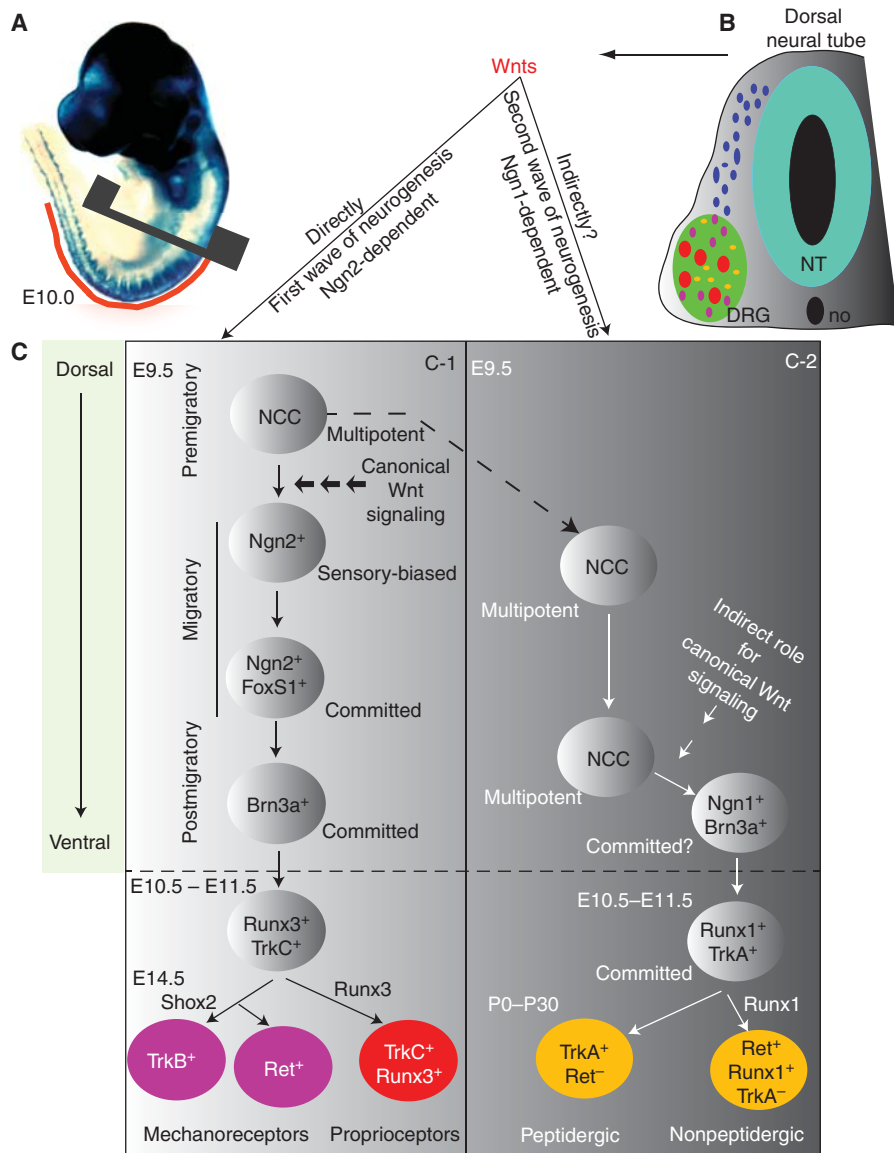 A
B
Dorsal
neural tube
Wnts
Directly
First wave of neurogenesis
Ngn2-dependent
Indirectly?
Second wave of neurogenesis
Ngn1-dependent
E10.0
NT
DRG
no
C
Dorsal
Ventral
E9.5
C-1
Premigratory
NCC
Multipotent
Canonical
Wnt
signaling
Migratory
Ngn2+
Sensory-biased
Ngn2+
FoxS1+
Committed
Postmigratory
Brn3a+
Committed
E10.5 – E11.5
Runx3+
TrkC+
E14.5
Shox2
Runx3
TrkB+
Ret+
TrkC+
Runx3+
Mechanoreceptors
Proprioceptors
E9.5
C-2
NCC
Multipotent
Indirect role
for
canonical Wnt
signaling
NCC
Multipotent
Ngn1+
Brn3a+
Committed?
E10.5–E11.5
Runx1+
TrkA+
Committed
P0–P30
Runx1
TrkA+
Ret–
Ret+
Runx1+
TrkA–
Peptidergic
Nonpeptidergic